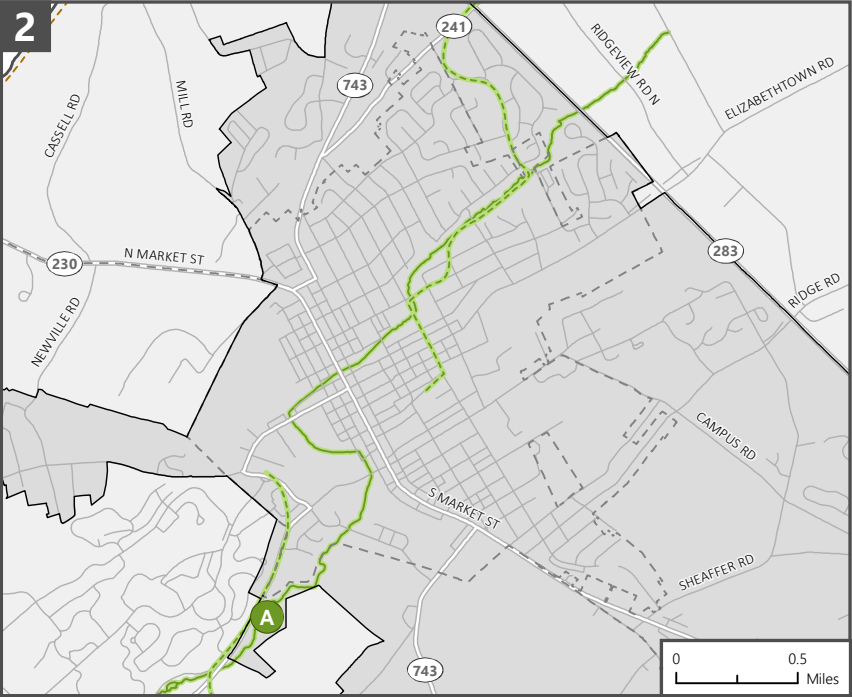 2
241
RIDGEVIEW RD N
743
ELIZABETHTOWN RD
MILL RD
CASSELL RD
N MARKET ST
230
283
RIDGE RD
NEWVILLE RD
CAMPUS RD
S MARKET ST
SHEAFFER RD
A
743
0 0.5
Miles